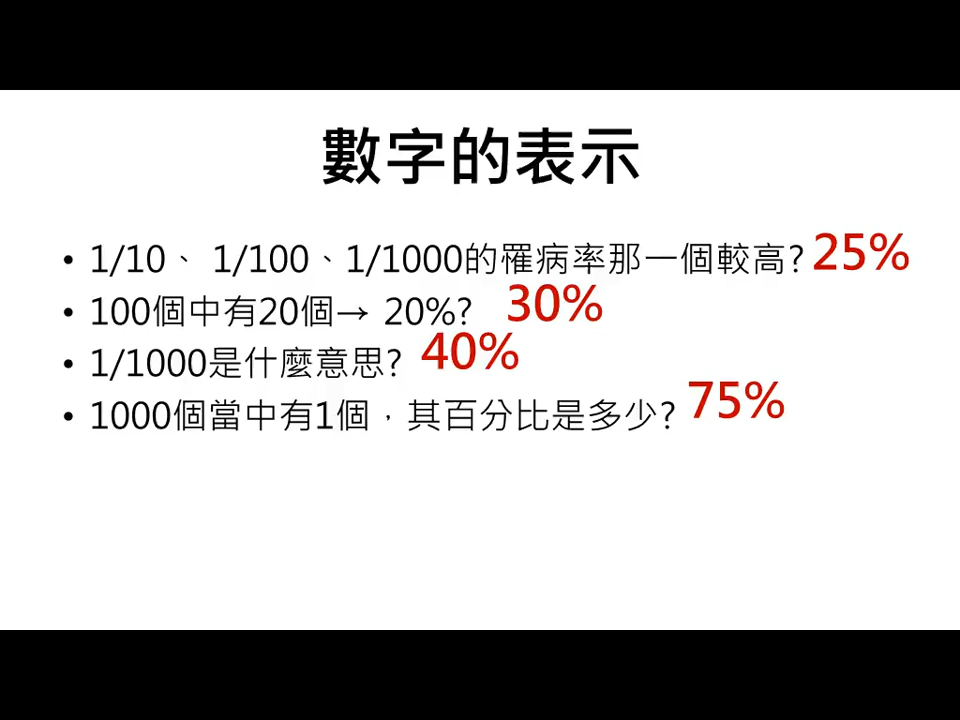 數字的表示
• 1/10、 1/100、1/1000的罹病率那一個較高? 25%
• 100個中有20個→ 20%? 30%
• 1/1000是什麼意思? 40%
• 1000個當中有1個，其百分比是多少? 75%